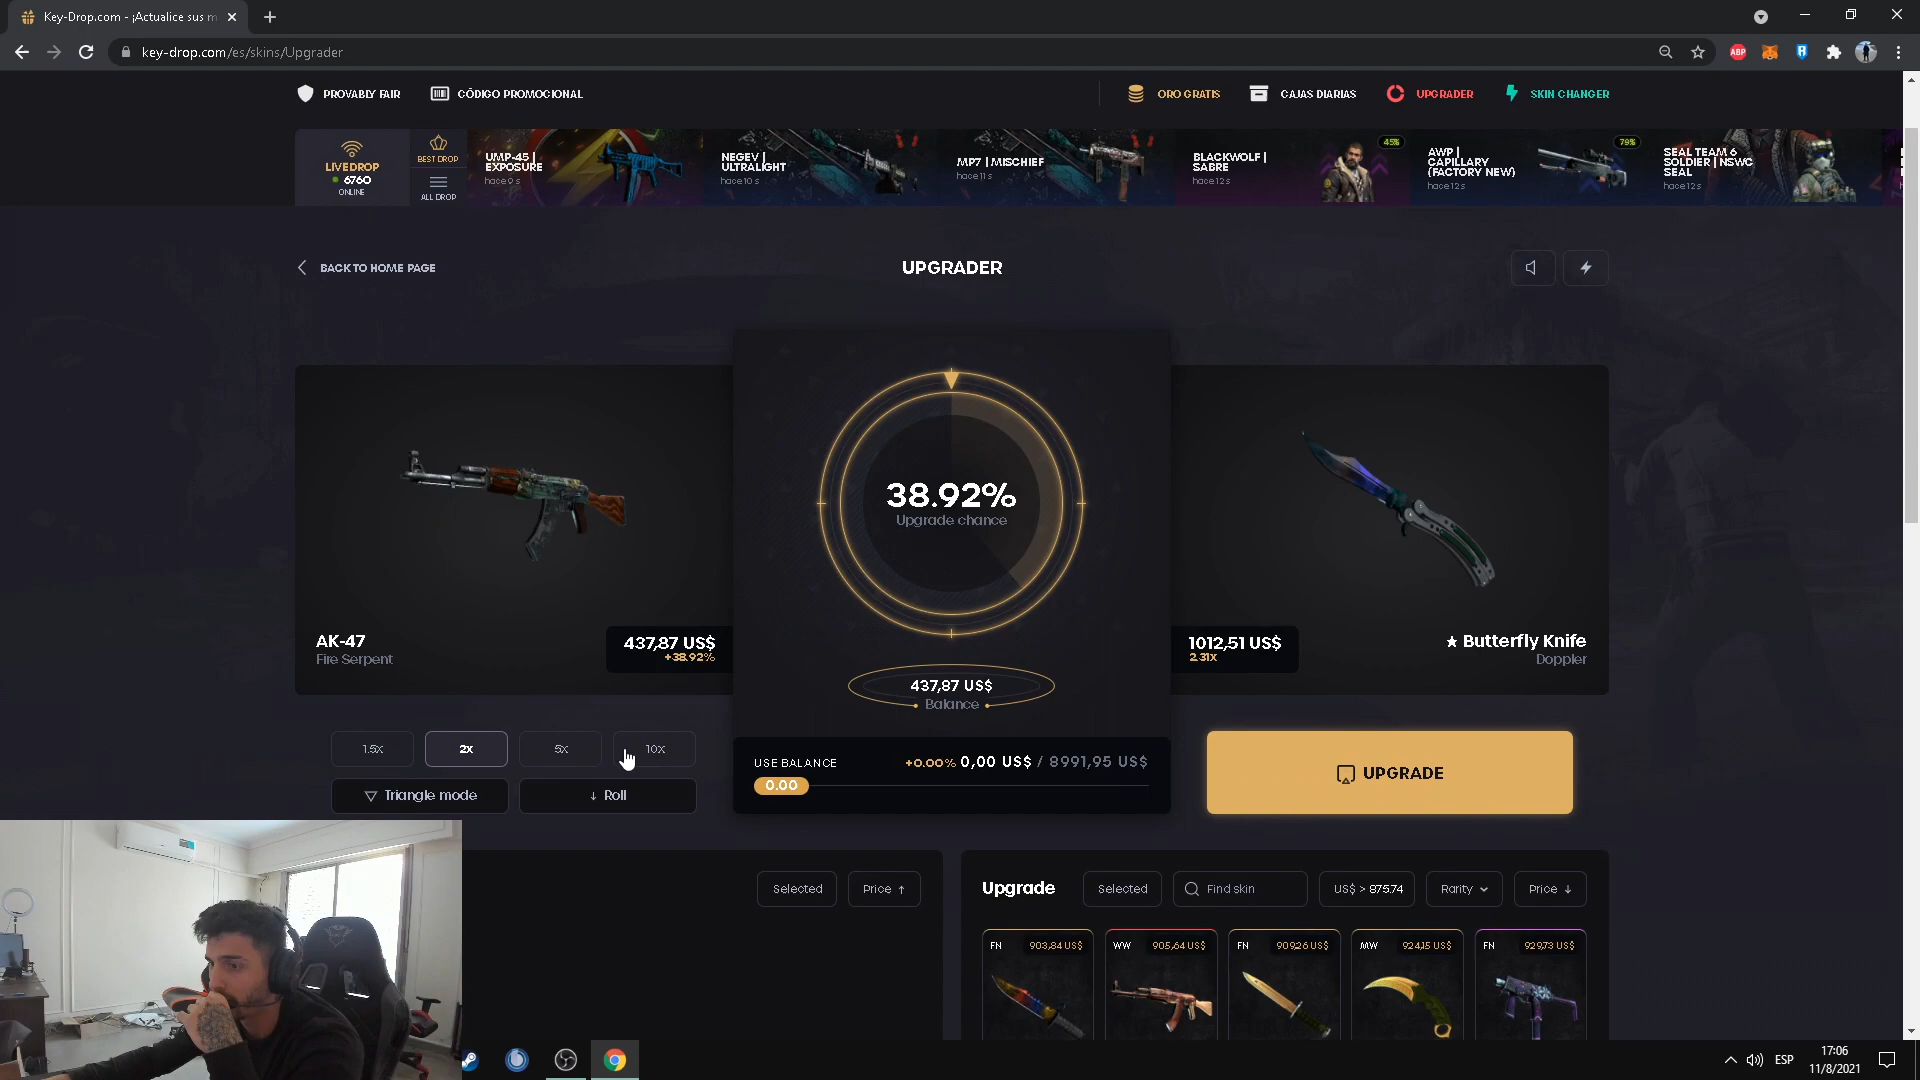 Key-Drop.com - ¡Actualice sus m
key-drop.com/es/skins/Upgrader
ABP
PROVABLY FAIR
CÓDIGO PROMOCIONAL
ORO GRATIS
CAJAS DIARIAS
UPGRADER
SKIN CHANGER
LIVEDROP
6760
ONLINE
BEST DROP
ALL DROP
UMP-45 |
EXPOSURE
hace 9 s
NEGEV |
ULTRALIGHT
hace 10 s
MP7 | MISCHIEF
hace 11 s
BLACKWOLF |
SABRE
hace 12 s
45%
AWP |
CAPILLARY
(FACTORY NEW)
hace 12 s
79%
SEAL TEAM 6
SOLDIER | NSWC
SEAL
hace 12 s
BACK TO HOME PAGE
UPGRADER
38.92%
Upgrade chance
AK-47
Fire Serpent
437,87 US$
+38.92%
1012,51 US$
2.31X
★ Butterfly Knife
Doppler
437,87 US$
Balance
1.5x
2x
5x
10x
Triangle mode
↓ Roll
USE BALANCE
+0.00% 0,00 US$ / 8991,95 US$
0.00
UPGRADE
Selected
Price ↑
Upgrade
Selected
Find skin
US$ > 875.74
Rarity
Price ↓
FN 903,84 US$
WW 905,64 US$
FN 909,26 US$
MW 924,15 US$
FN 929,73 US$
ESP
17:06
11/8/2021